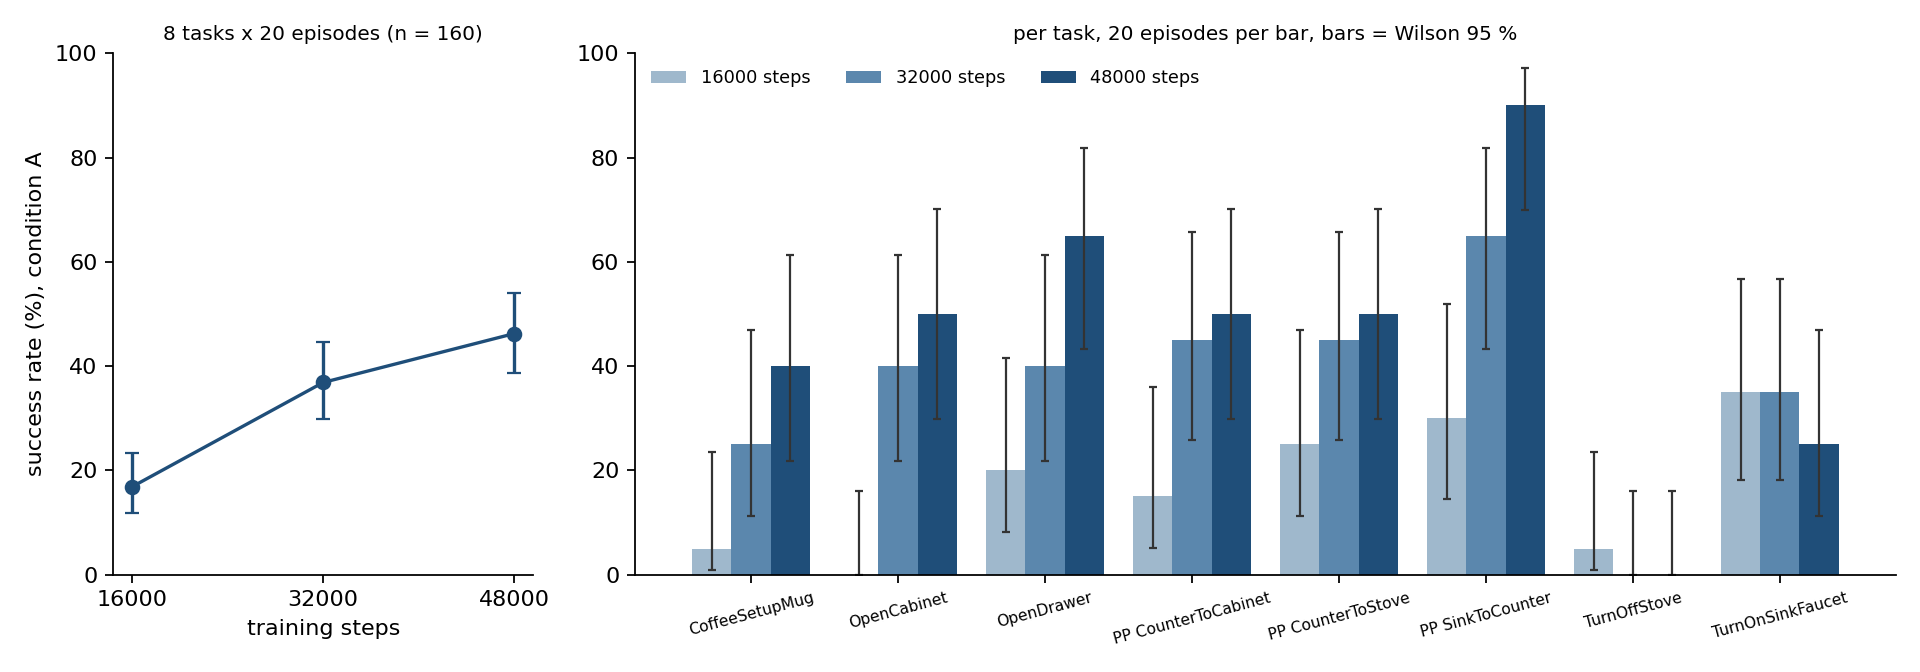 8 tasks x 20 episodes (n = 160)
success rate (%), condition A
100
80
60
40
20
0
16000
32000
48000
training steps
per task, 20 episodes per bar, bars = Wilson 95 %
16000 steps
32000 steps
48000 steps
100
80
60
40
20
0
CoffeeSetupMug
OpenCabinet
OpenDrawer
PP CounterToCabinet
PP CounterToStove
PP SinkToCounter
TurnOffStove
TurnOnSinkFaucet